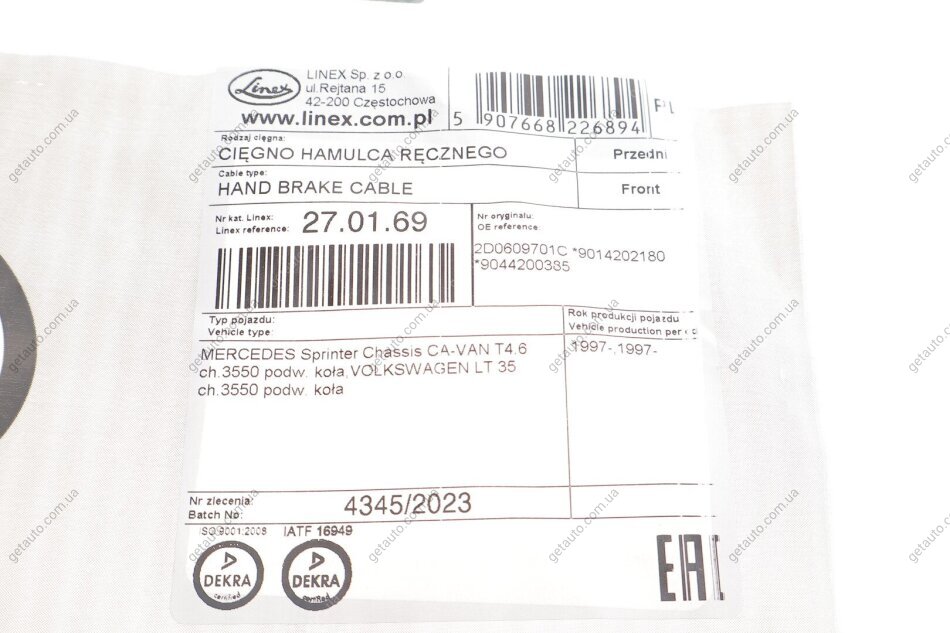 Linex
LINEX Sp. z o.o.
ul.Rejtana 15
42-200 Częstochowa
www.linex.com.pl
5 907668 226894
Rodzaj cięgna:
CIĘGNO HAMULCA RĘCZNEGO
Przedni
Cable type:
HAND BRAKE CABLE
Front
Nr kat. Linex:
Linex reference:
27.01.69
Nr oryginału:
OE reference:
2D0609701C *9014202180
*9044200385
Typ pojazdu:
Vehicle type:
Rok produkcji pojazdu
Vehicle production
MERCEDES Sprinter Chassis CA-VAN T4.6
ch.3550 podw. koła,VOLKSWAGEN LT 35
ch.3550 podw. koła
1997-,1997-
Nr zlecenia:
Batch No:
4345/2023
ISO 9001:2008
IATF 16949
DEKRA
certified
DEKRA
certified
EAC
getauto.com.ua